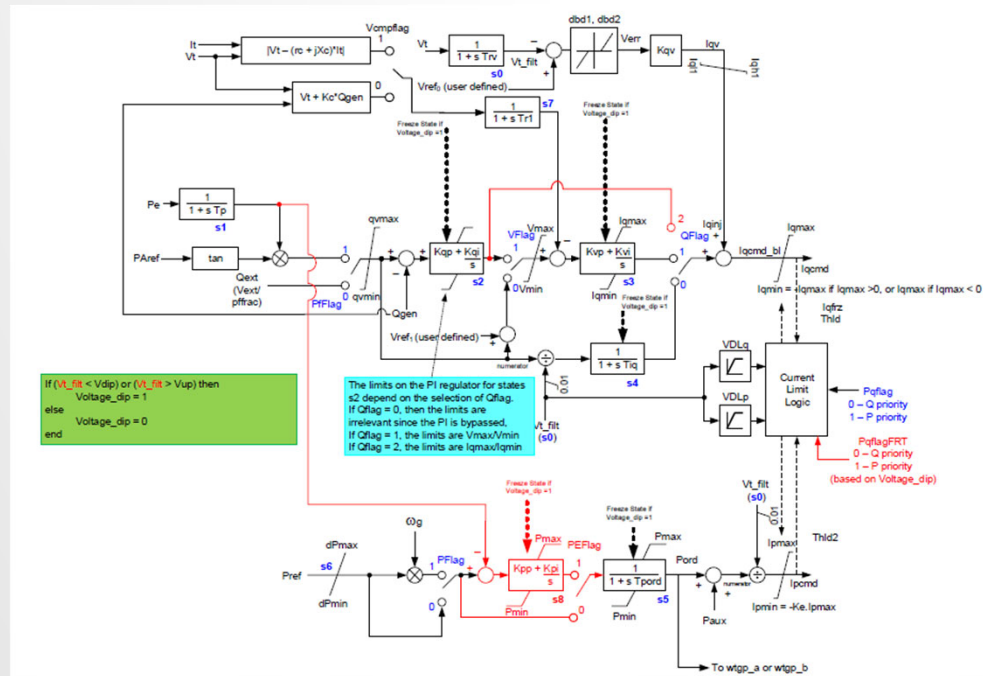 Vcmpflag
It
Vt
|Vt – (rc + jXc)*It|
1
Vt + Kc*Qgen
0
Vt
1
1 + s Trv
s0
Vt_filt
–
+
Vref0 (user defined)
dbd1, dbd2
Verr
Kqv
Iqv
Iql1
Iqh1
1
1 + s Tr1
s7
Freeze State if
Voltage_dip =1
Freeze State if
Voltage_dip =1
Pe
1
1 + s Tp
s1
PAref
tan
Qext
(Vext/
pffrac)
PfFlag
1
0
qvmax
qvmin
+
–
Qgen
Kqp + Kqi
s
s2
VFlag
1
0
Vmax
Vmin
+
–
Kvp + Kvi
s
s3
Iqmax
Iqmin
2
QFlag
1
0
Iqinj
+
+
Iqcmd_bl
Iqmax
Iqcmd
Iqmin = -Iqmax if Iqmax >0, or Iqmax if Iqmax < 0
Iqfrz
Thld
Freeze State if
Voltage_dip =1
Vref1 (user defined)
+
+
numerator
÷
0.01
1
1 + s Tiq
s4
Vt_filt
(s0)
VDLq
VDLp
Current
Limit
Logic
Pqflag
0 – Q priority
1 – P priority
PqflagFRT
0 – Q priority
1 – P priority
(based on Voltage_dip)
If (Vt_filt < Vdip) or (Vt_filt > Vup) then
Voltage_dip = 1
else
Voltage_dip = 0
end
The limits on the PI regulator for states
s2 depend on the selection of Qflag.
If Qflag = 0, then the limits are
irrelevant since the PI is bypassed,
If Qflag = 1, the limits are Vmax/Vmin
If Qflag = 2, the limits are Iqmax/Iqmin
Freeze State if
Voltage_dip =1
Freeze State if
Voltage_dip =1
ωg
Pref
s6
dPmax
dPmin
PFlag
1
0
–
+
Kpp + Kpi
s
s8
Pmax
Pmin
PEFlag
1
0
1
1 + s Tpord
s5
Pmax
Pmin
Pord
+
+
Paux
numerator
÷
Vt_filt
(s0)
0.01
Ipmax
Thld2
Ipcmd
Ipmin = -Ke.Ipmax
To wtgp_a or wtgp_b